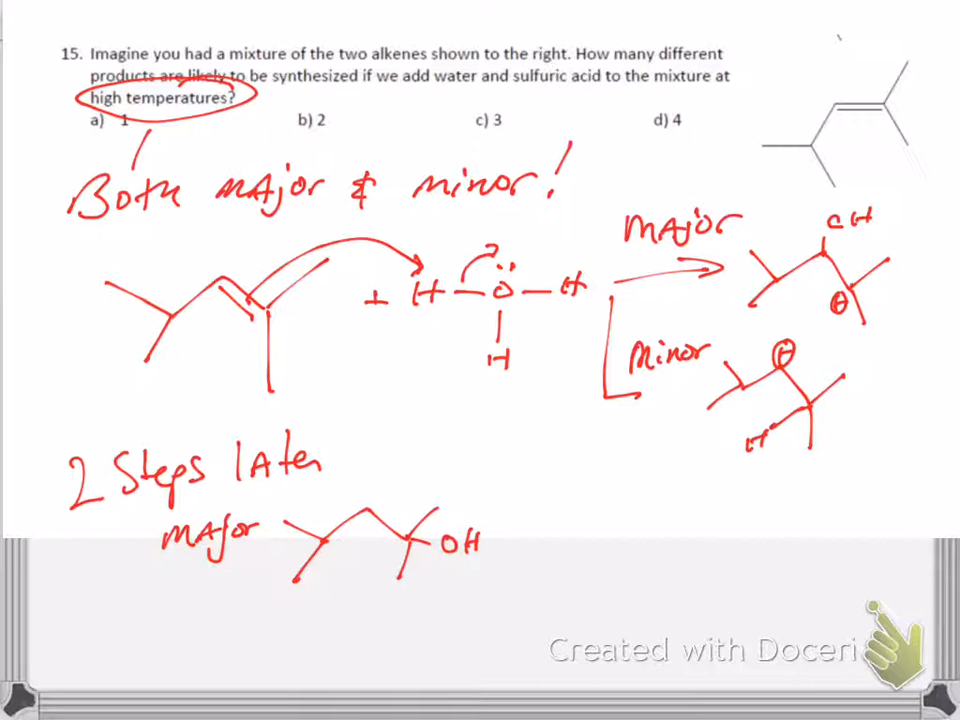 15. Imagine you had a mixture of the two alkenes shown to the right. How many different
products are likely to be synthesized if we add water and sulfuric acid to the mixture at
high temperatures?
a) 1 b) 2 c) 3 d) 4
Both major & minor!
major
+ H — Ö — H
H
H
⊕
minor
⊕
H
2 Steps later
major
OH
Created with Doceri